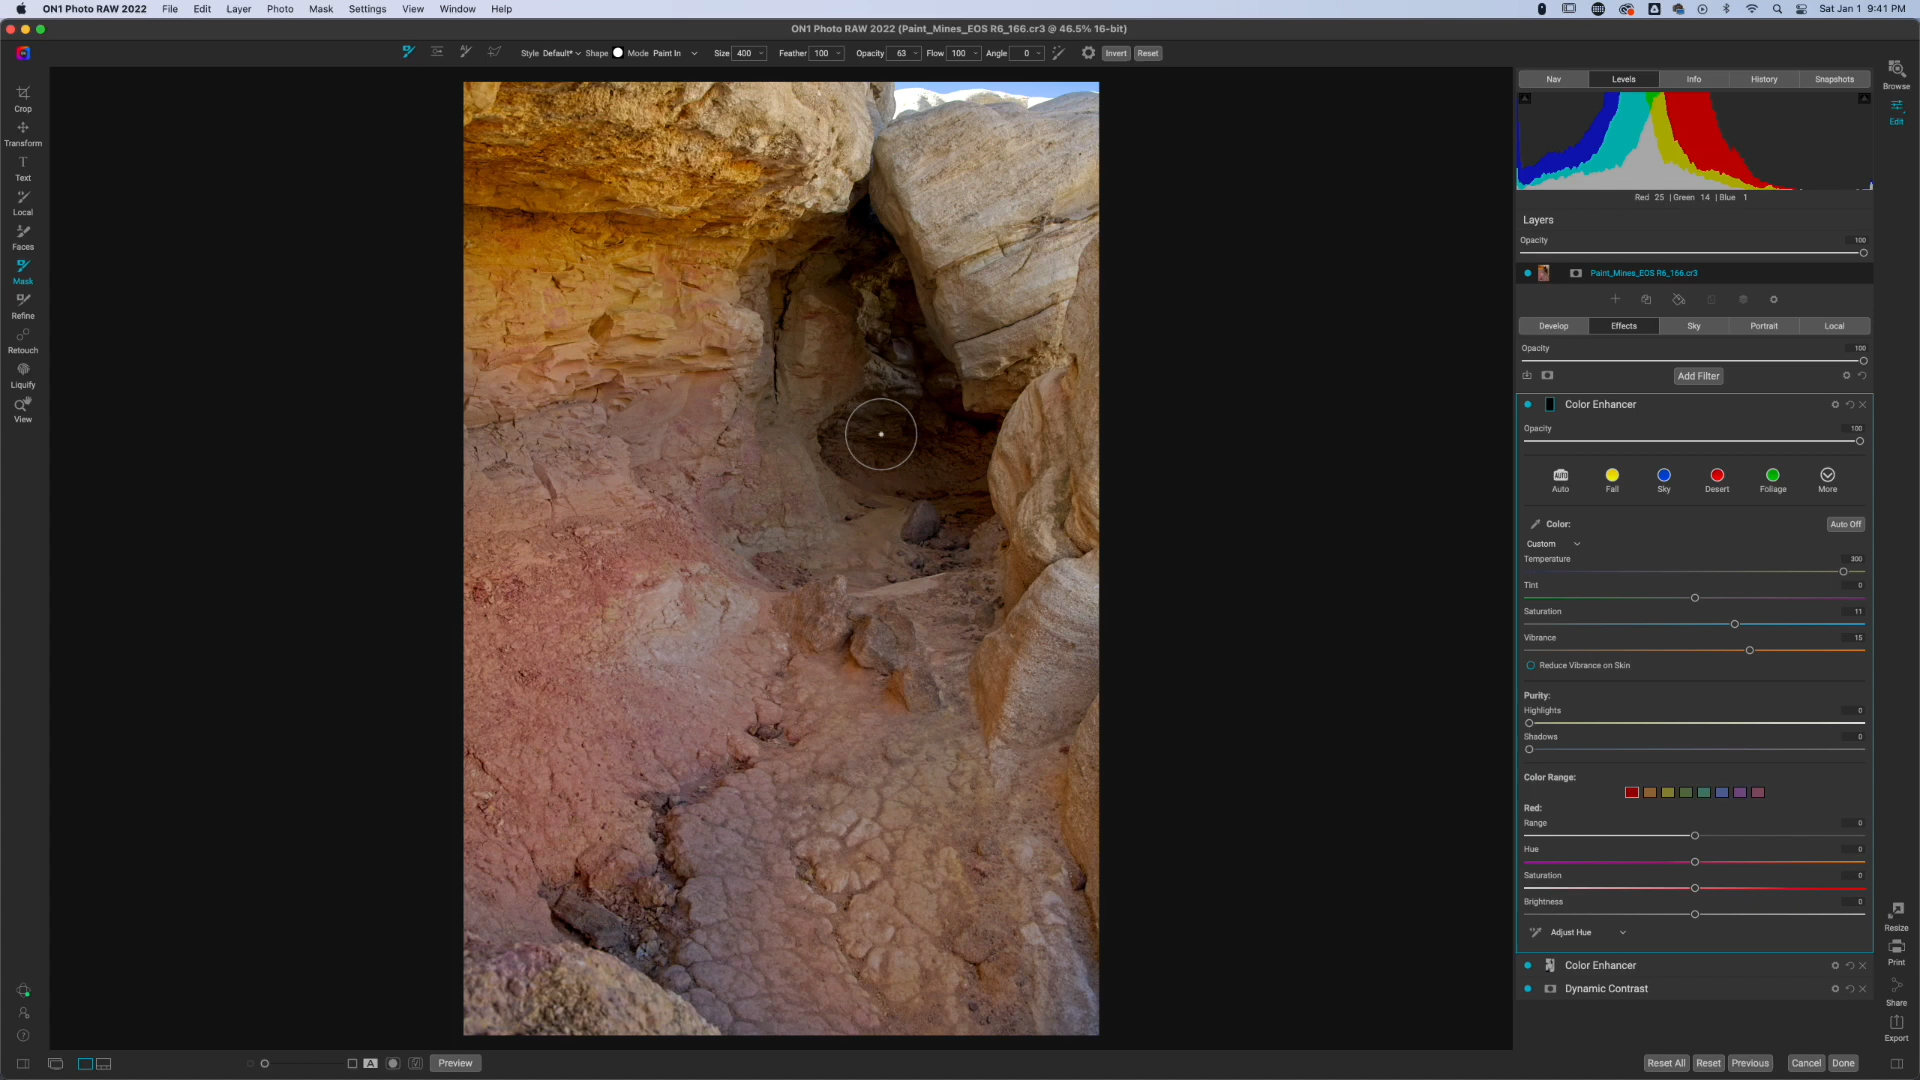 ON1 Photo RAW 2022 File Edit Layer Photo Mask Settings View Window Help Sat Jan 1 9:41 PM
ON1 Photo RAW 2022 (Paint_Mines_EOS R6_166.cr3 @ 46.5% 16-bit)
Style Default* Shape Mode Paint In Size 400 Feather 100 Opacity 63 Flow 100 Angle 0 Invert Reset
Crop
Transform
Text
Local
Faces
Mask
Refine
Retouch
Liquify
View
Nav Levels Info History Snapshots
Red 25 | Green 14 | Blue 1
Layers
Opacity 100
Paint_Mines_EOS R6_166.cr3
Develop Effects Sky Portrait Local
Opacity 100
Add Filter
Color Enhancer
Opacity 100
AUTO
Auto Fall Sky Desert Foliage More
Color: Auto Off
Custom
Temperature 300
Tint 0
Saturation 11
Vibrance 15
Reduce Vibrance on Skin
Purity:
Highlights 0
Shadows 0
Color Range:
Red:
Range 0
Hue 0
Saturation 0
Brightness 0
Adjust Hue
Color Enhancer
Dynamic Contrast
Browse
Edit
Resize
Print
Share
Export
A Preview
Reset All Reset Previous Cancel Done